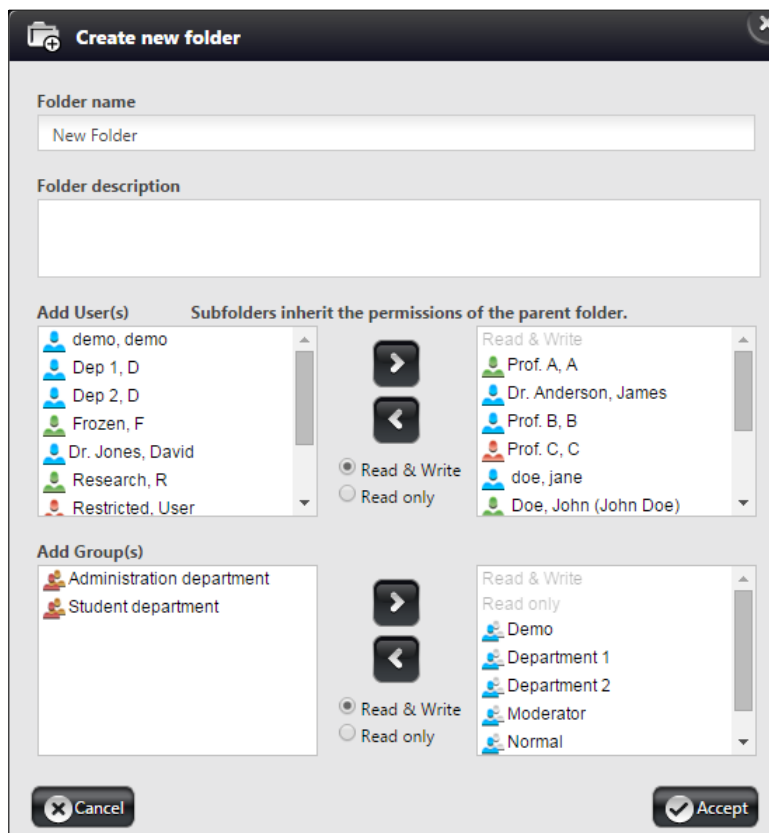 Create new folder
Folder name
New Folder
Folder description
Add User(s) Subfolders inherit the permissions of the parent folder.
demo, demo
Dep 1, D
Dep 2, D
Frozen, F
Dr. Jones, David
Research, R
Restricted, User
Read & Write
Read only
Read & Write
Prof. A, A
Dr. Anderson, James
Prof. B, B
Prof. C, C
doe, jane
Doe, John (John Doe)
Add Group(s)
Administration department
Student department
Read & Write
Read only
Read & Write
Read only
Demo
Department 1
Department 2
Moderator
Normal
Cancel
Accept